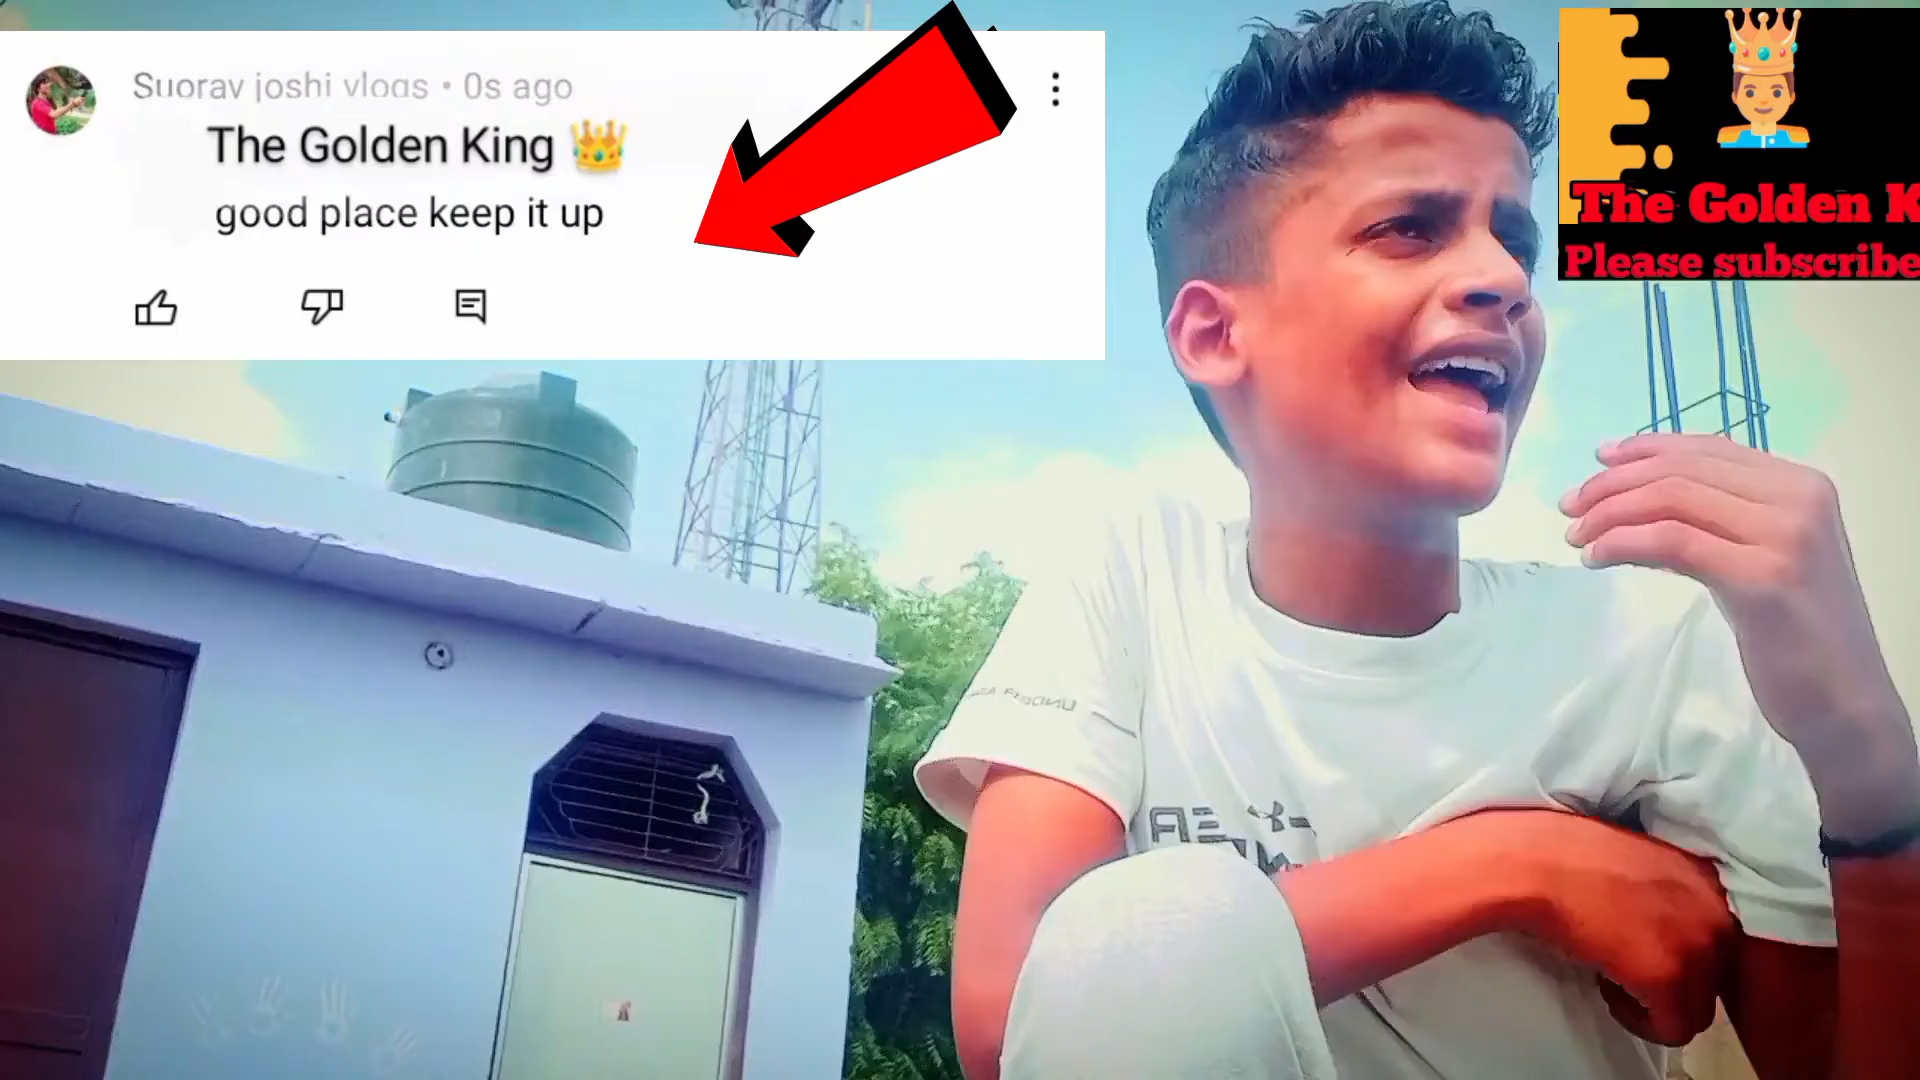 Suorav joshi vlogs • 0s ago
The Golden King 👑
good place keep it up
The Golden K
Please subscribe